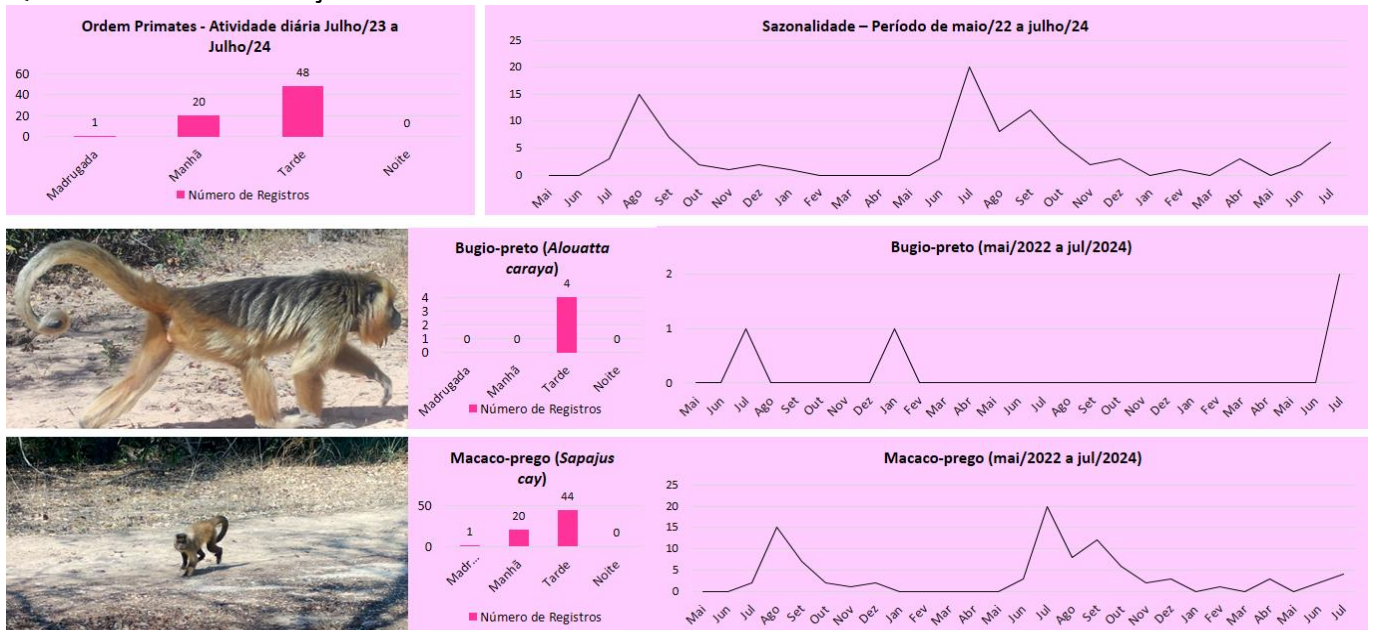 Ordem Primates - Atividade diária Julho/23 a
Julho/24
60
40
20
0
1
20
48
0
Madrugada
Manhã
Tarde
Noite
Número de Registros
Sazonalidade – Período de maio/22 a julho/24
25
20
15
10
5
0
Mai Jun Jul Ago Set Out Nov Dez Jan Fev Mar Abr Mai Jun Jul Ago Set Out Nov Dez Jan Fev Mar Abr Mai Jun Jul
Bugio-preto (Alouatta
caraya)
4
3
2
1
0
0
0
4
0
Madrugada
Manhã
Tarde
Noite
Número de Registros
Bugio-preto (mai/2022 a jul/2024)
2
1
0
Mai Jun Jul Ago Set Out Nov Dez Jan Fev Mar Abr Mai Jun Jul Ago Set Out Nov Dez Jan Fev Mar Abr Mai Jun Jul
Macaco-prego (Sapajus
cay)
50
0
1
20
44
0
Madr...
Manhã
Tarde
Noite
Número de Registros
Macaco-prego (mai/2022 a jul/2024)
25
20
15
10
5
0
Mai Jun Jul Ago Set Out Nov Dez Jan Fev Mar Abr Mai Jun Jul Ago Set Out Nov Dez Jan Fev Mar Abr Mai Jun Jul